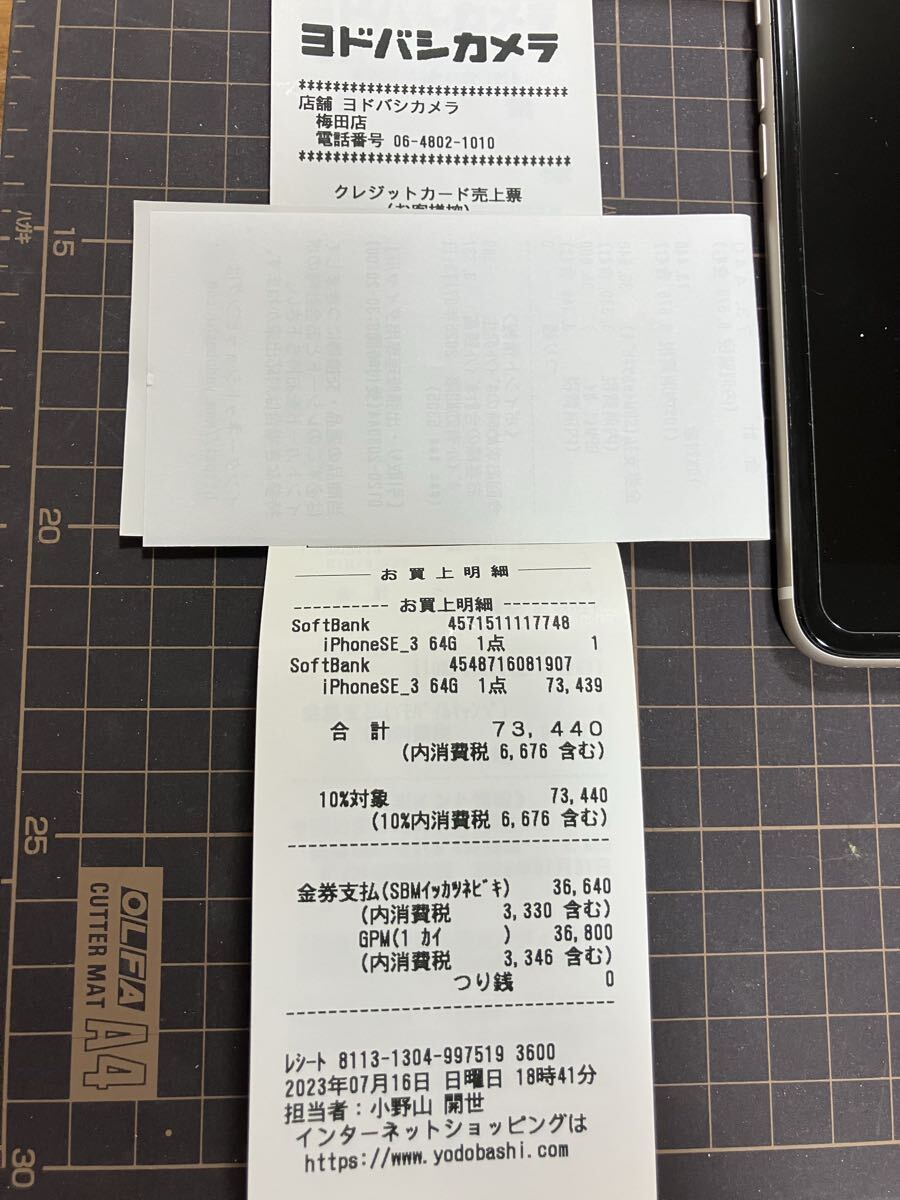 ヨドバシカメラ
*******************************
店舗 ヨドバシカメラ
梅田店
電話番号 06-4802-1010
*******************************
クレジットカード売上票
(お客様控)
お 買 上 明 細
---------- お買上明細 ----------
SoftBank 4571511117748
iPhoneSE_3 64G 1点 1
SoftBank 4548716081907
iPhoneSE_3 64G 1点 73,439
合 計 73,440
(内消費税 6,676 含む)
10%対象 73,440
(10%内消費税 6,676 含む)
金券支払(SBMイッカツネビキ) 36,640
(内消費税 3,330 含む)
GPM(1 カイ ) 36,800
(内消費税 3,346 含む)
つり銭 0
レシート 8113-1304-997519 3600
2023年07月16日 日曜日 18時41分
担当者：小野山 開世
インターネットショッピングは
https://www.yodobashi.com
ハガキ
15
20
25
30
OLFA
CUTTER MAT
A4